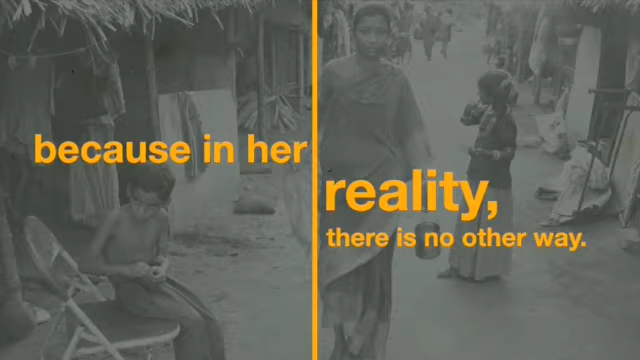 because in her
reality,
there is no other way.